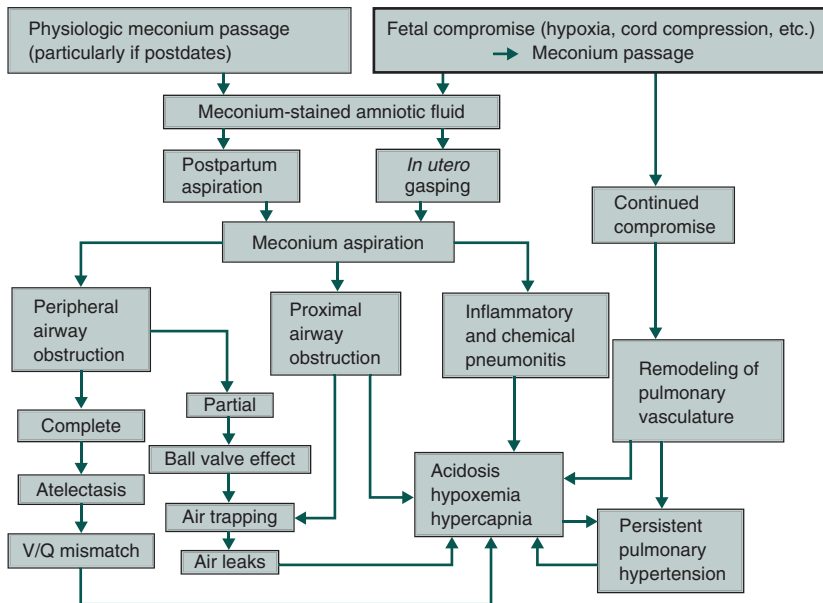 Physiologic meconium passage
(particularly if postdates)
Fetal compromise (hypoxia, cord compression, etc.)
Meconium passage
Meconium-stained amniotic fluid
Postpartum
aspiration
In utero
gasping
Continued
compromise
Meconium aspiration
Peripheral
airway
obstruction
Proximal
airway
obstruction
Inflammatory
and chemical
pneumonitis
Remodeling of
pulmonary
vasculature
Complete
Partial
Ball valve effect
Atelectasis
Air trapping
V/Q mismatch
Air leaks
Acidosis
hypoxemia
hypercapnia
Persistent
pulmonary
hypertension